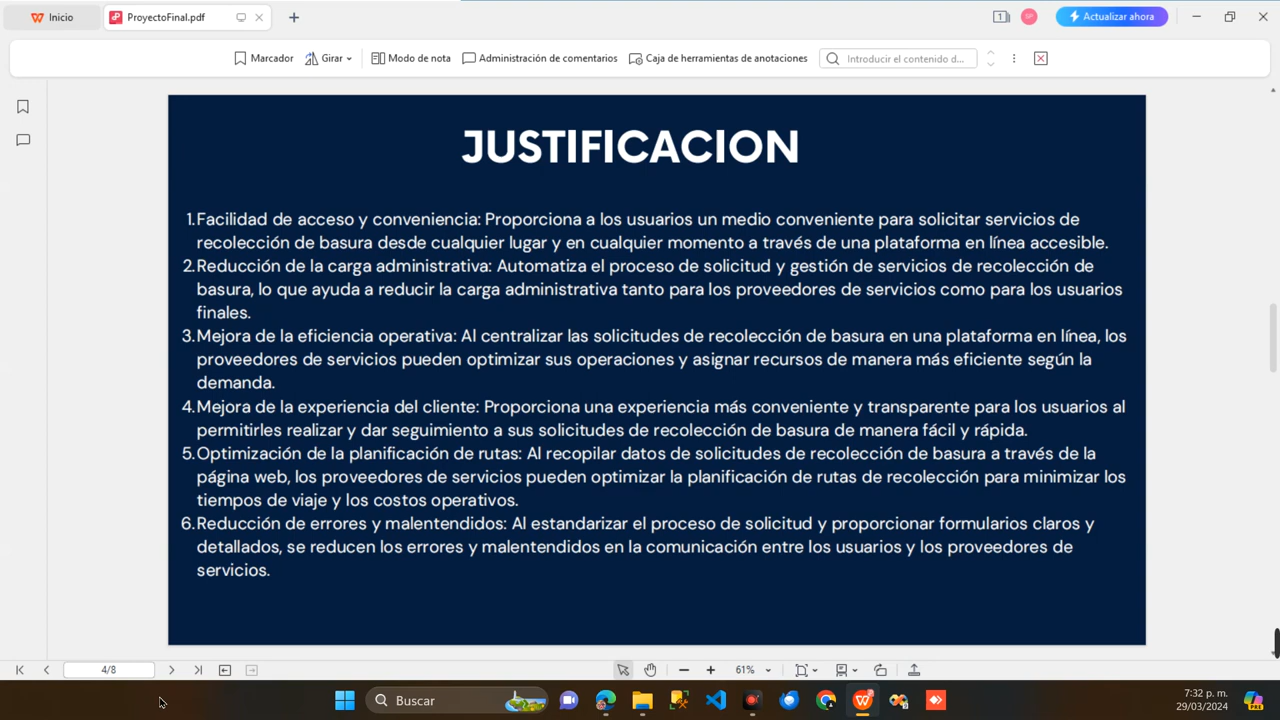 Inicio
ProyectoFinal.pdf
1
SP
Actualizar ahora
Marcador
Girar
Modo de nota
Administración de comentarios
Caja de herramientas de anotaciones
Introducir el contenido d...
JUSTIFICACION
1.Facilidad de acceso y conveniencia: Proporciona a los usuarios un medio conveniente para solicitar servicios de
recolección de basura desde cualquier lugar y en cualquier momento a través de una plataforma en línea accesible.
2.Reducción de la carga administrativa: Automatiza el proceso de solicitud y gestión de servicios de recolección de
basura, lo que ayuda a reducir la carga administrativa tanto para los proveedores de servicios como para los usuarios
finales.
3.Mejora de la eficiencia operativa: Al centralizar las solicitudes de recolección de basura en una plataforma en línea, los
proveedores de servicios pueden optimizar sus operaciones y asignar recursos de manera más eficiente según la
demanda.
4.Mejora de la experiencia del cliente: Proporciona una experiencia más conveniente y transparente para los usuarios al
permitirles realizar y dar seguimiento a sus solicitudes de recolección de basura de manera fácil y rápida.
5.Optimización de la planificación de rutas: Al recopilar datos de solicitudes de recolección de basura a través de la
página web, los proveedores de servicios pueden optimizar la planificación de rutas de recolección para minimizar los
tiempos de viaje y los costos operativos.
6.Reducción de errores y malentendidos: Al estandarizar el proceso de solicitud y proporcionar formularios claros y
detallados, se reducen los errores y malentendidos en la comunicación entre los usuarios y los proveedores de
servicios.
4/8
61%
Buscar
7:32 p. m.
29/03/2024